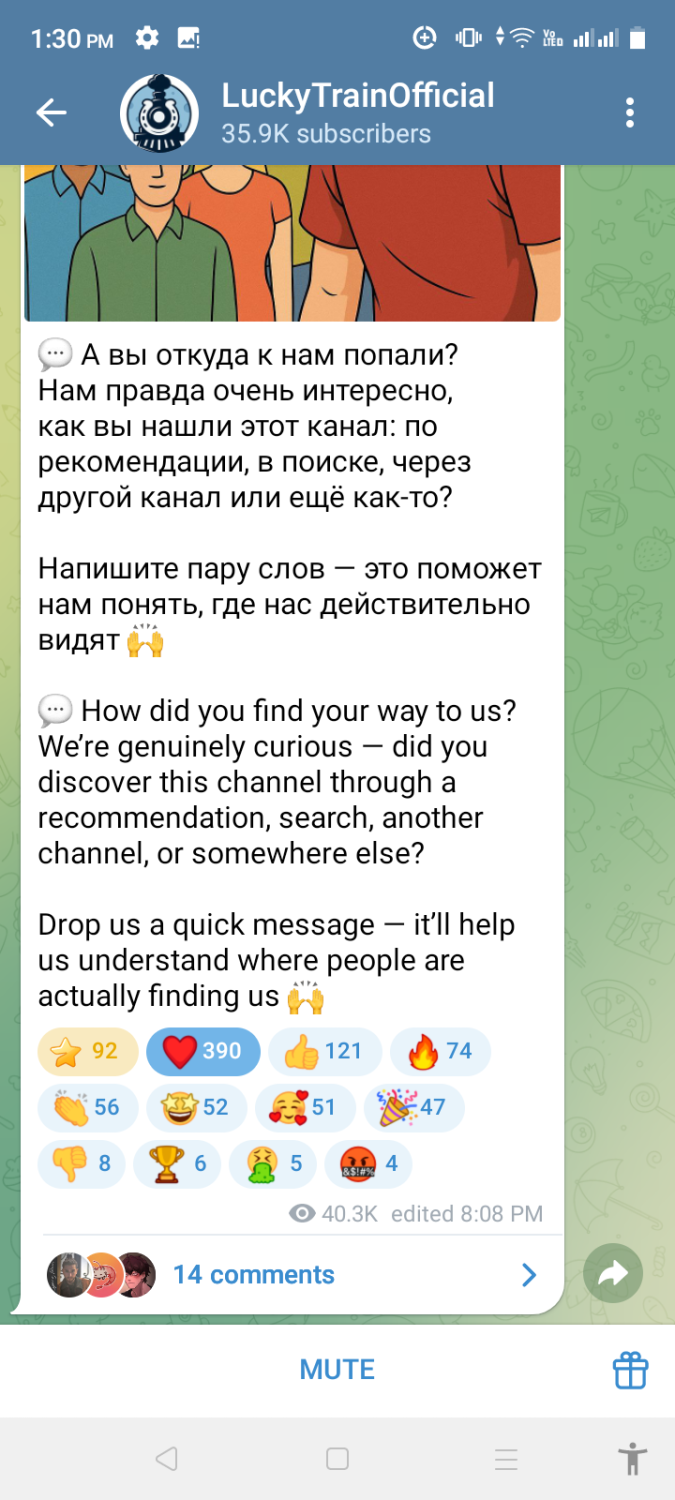 1:30 PM
LuckyTrainOfficial
35.9K subscribers
💬 А вы откуда к нам попали?
Нам правда очень интересно,
как вы нашли этот канал: по
рекомендации, в поиске, через
другой канал или ещё как-то?
Напишите пару слов — это поможет
нам понять, где нас действительно
видят 🙌
💬 How did you find your way to us?
We’re genuinely curious — did you
discover this channel through a
recommendation, search, another
channel, or somewhere else?
Drop us a quick message — it’ll help
us understand where people are
actually finding us 🙌
⭐ 92 ❤️ 390 👍 121 🔥 74
👏 56 🤩 52 🥰 51 🎉 47
👎 8 🏆 6 🤮 5 🤬 4
40.3K edited 8:08 PM
14 comments
MUTE